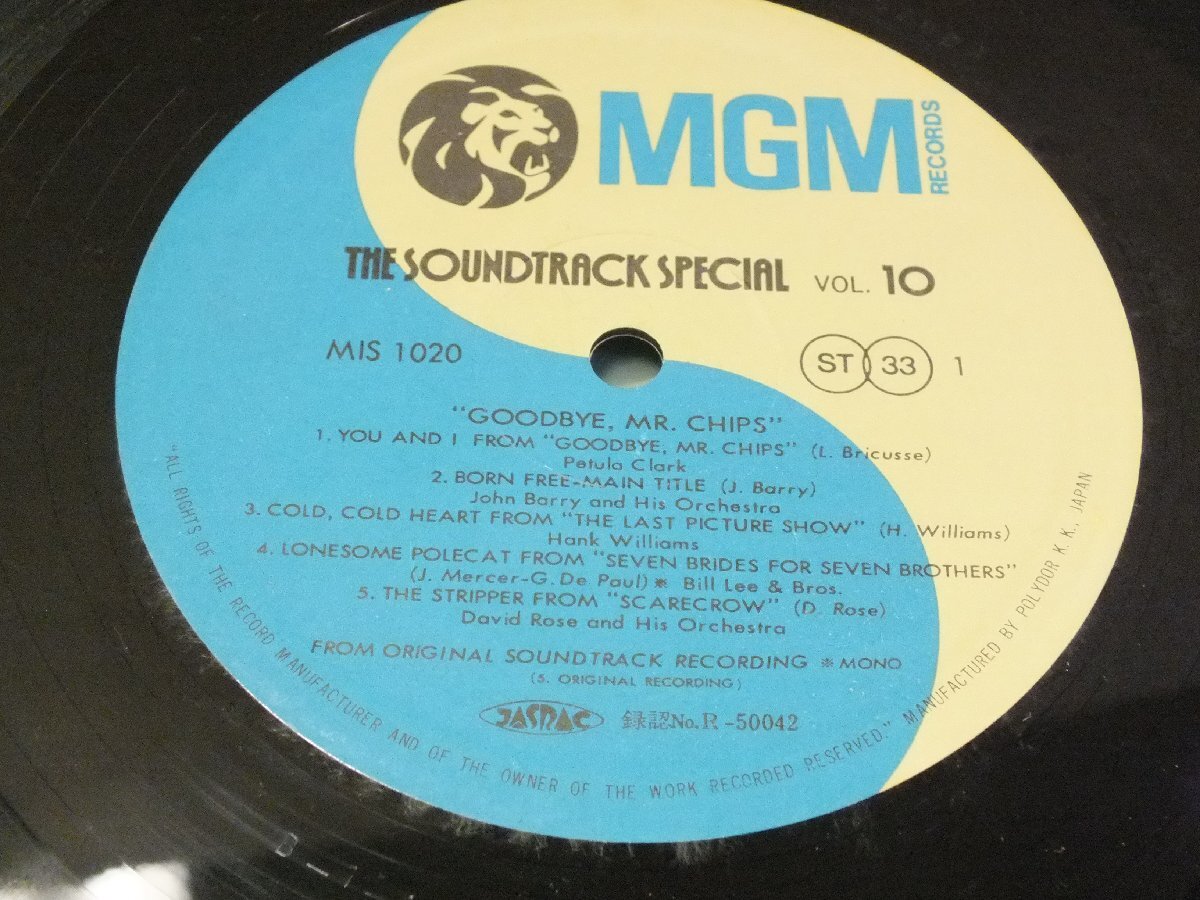 MGM
RECORDS
THE SOUNDTRACK SPECIAL VOL. 10
MIS 1020
ST 33 1
"GOODBYE, MR. CHIPS"
1. YOU AND I FROM "GOODBYE, MR. CHIPS" (L. Bricusse)
Petula Clark
2. BORN FREE-MAIN TITLE (J. Barry)
John Barry and His Orchestra
3. COLD, COLD HEART FROM "THE LAST PICTURE SHOW" (H. Williams)
Hank Williams
4. LONESOME POLECAT FROM "SEVEN BRIDES FOR SEVEN BROTHERS"
(J. Mercer-G. De Paul) ※ Bill Lee & Bros.
5. THE STRIPPER FROM "SCARECROW" (D. Rose)
David Rose and His Orchestra
FROM ORIGINAL SOUNDTRACK RECORDING ※ MONO
(5. ORIGINAL RECORDING)
JASRAC 録認No.R-50042
"ALL RIGHTS OF THE RECORD MANUFACTURER AND OF THE OWNER OF THE WORK RECORDED RESERVED." MANUFACTURED BY POLYDOR K.K., JAPAN